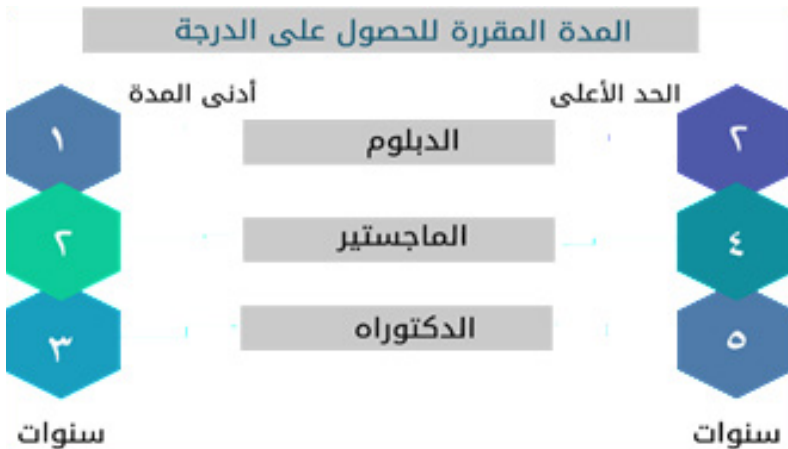 المدة المقررة للحصول على الدرجة
الحد الأعلى أدنى المدة
٢ الدبلوم ١
٤ الماجستير ٢
٥ الدكتوراه ٣
سنوات سنوات